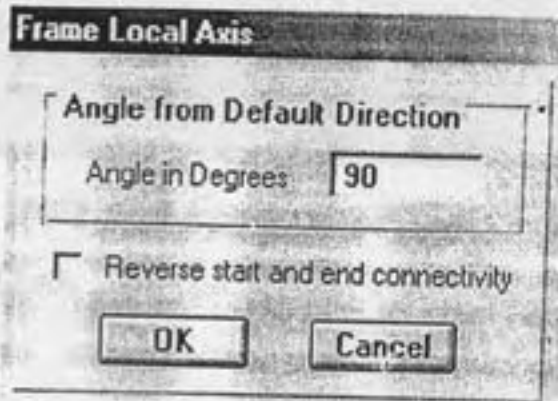 Frame Local Axis
Angle from Default Direction
Angle in Degrees 90
Reverse start and end connectivity
OK Cancel